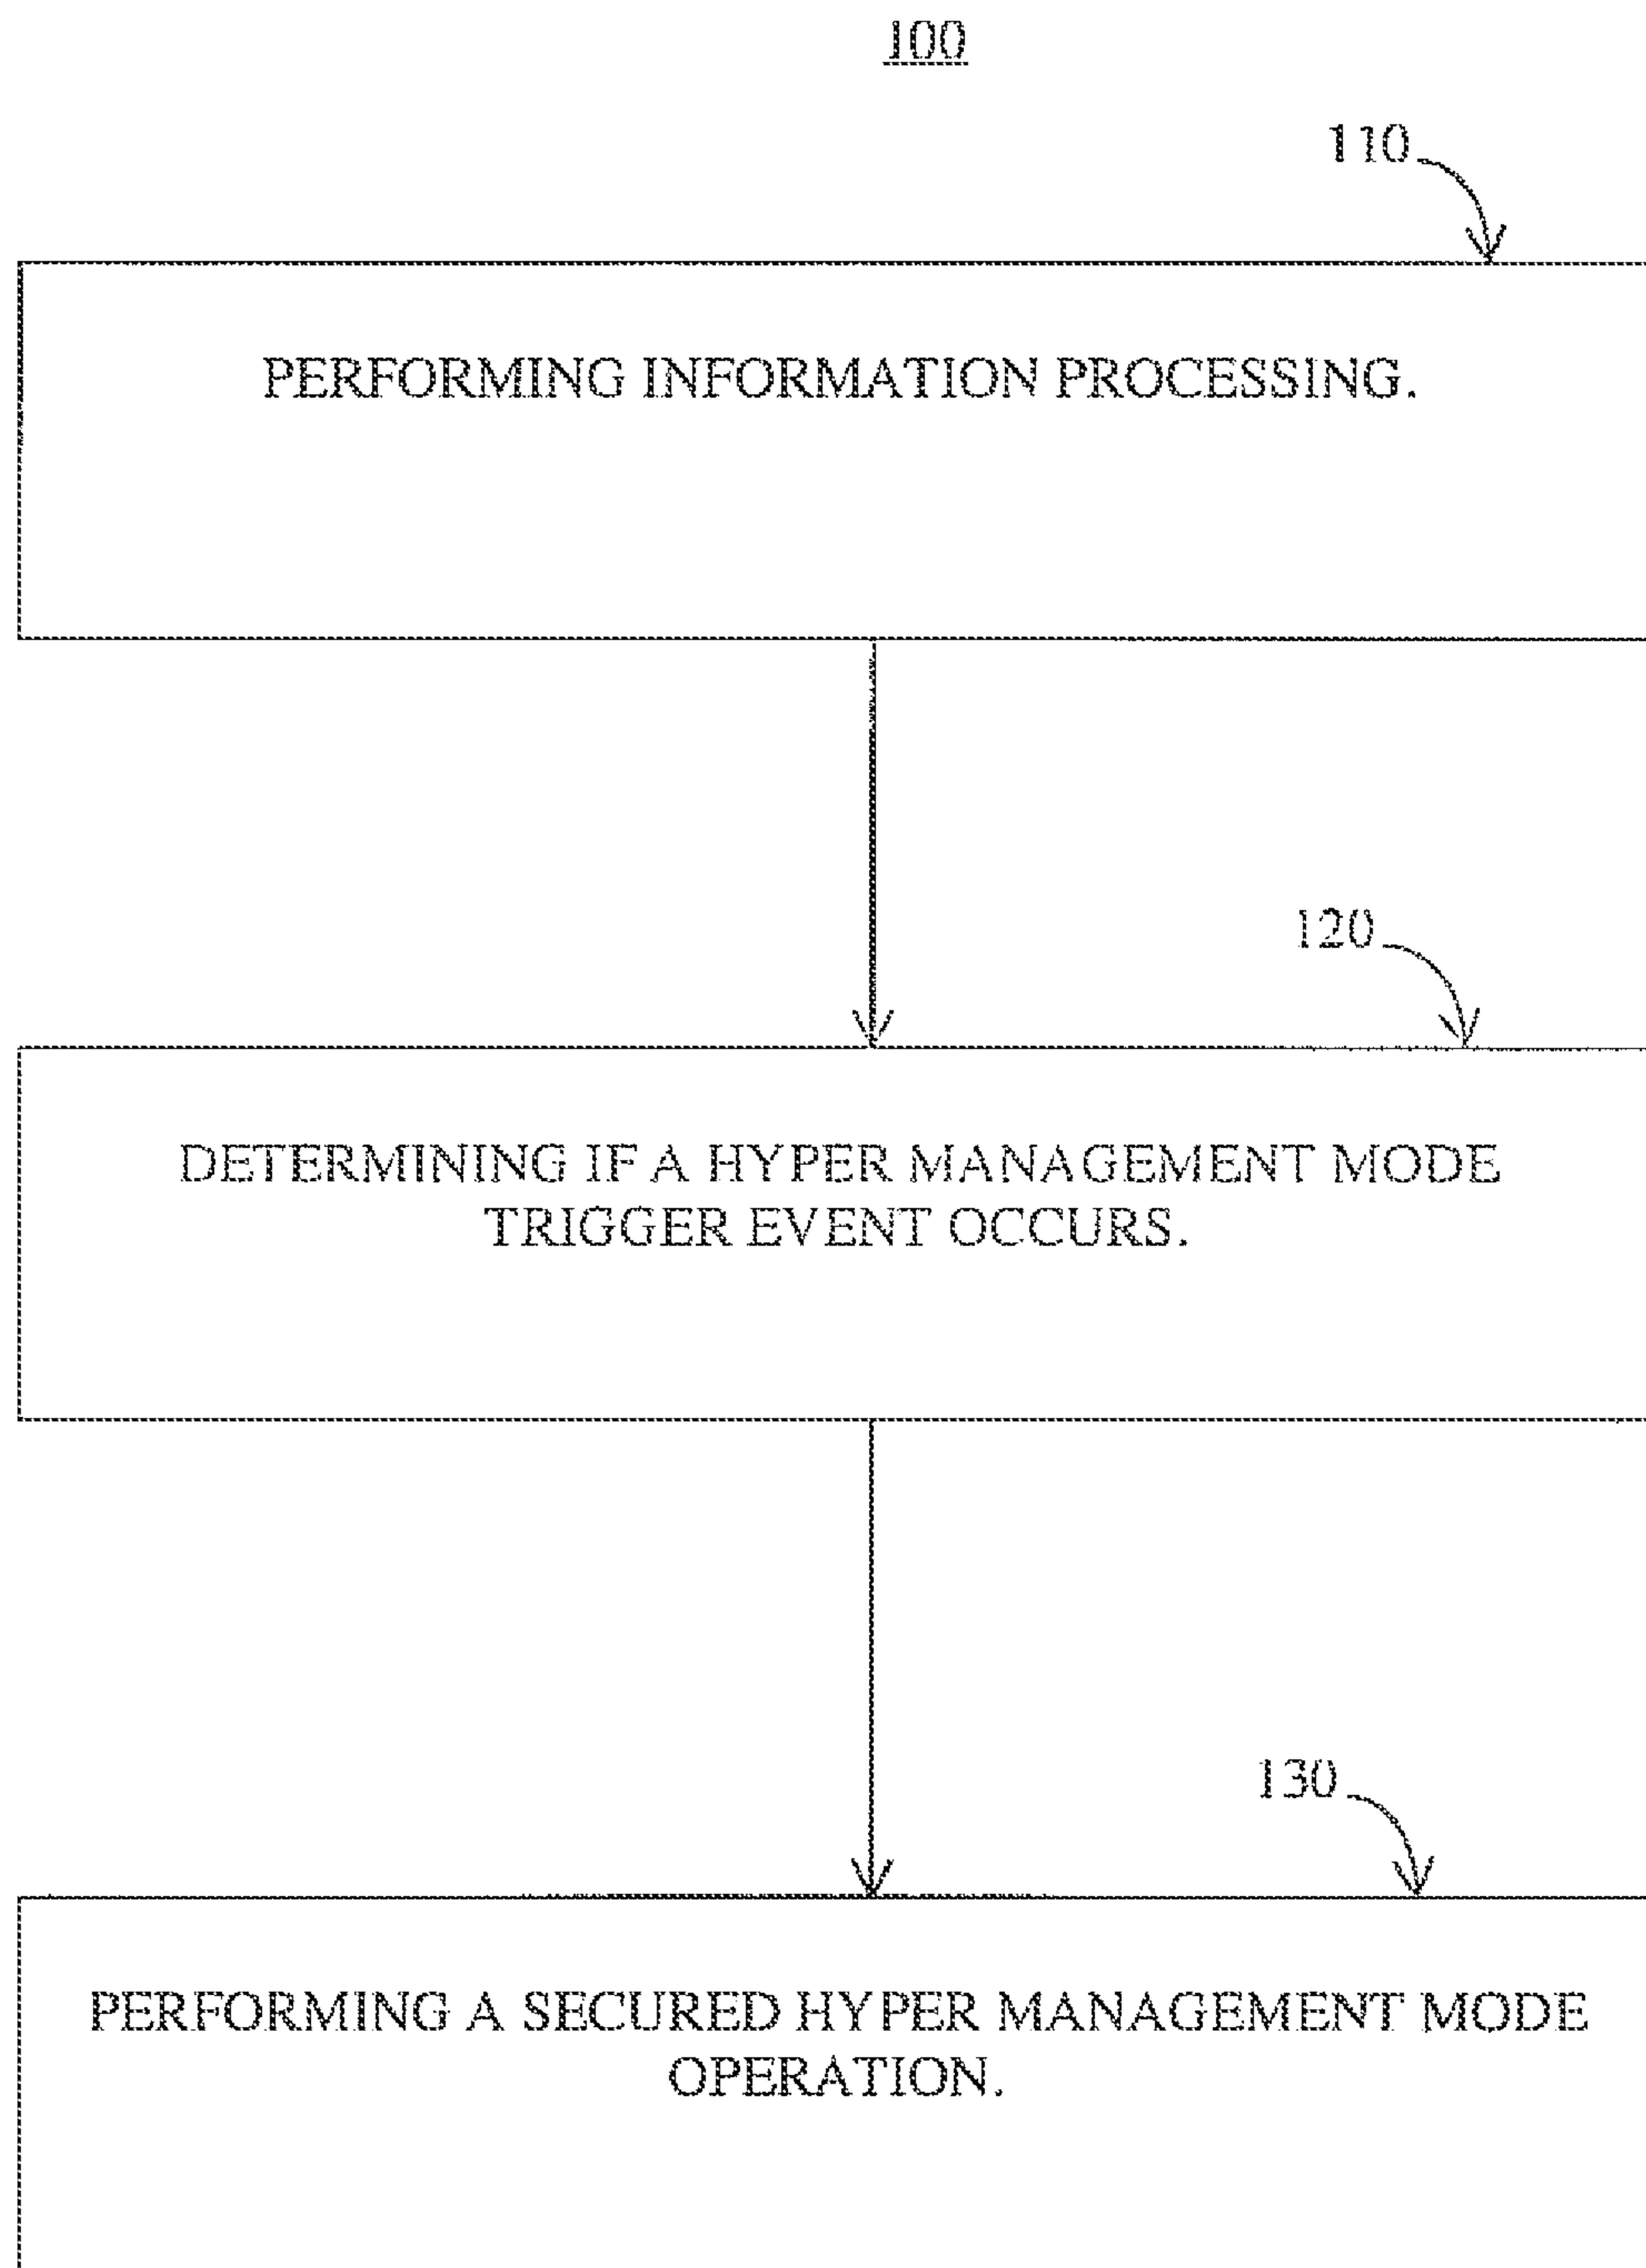 100
110
PERFORMING INFORMATION PROCESSING.
120
DETERMINING IF A HYPER MANAGEMENT MODE
TRIGGER EVENT OCCURS.
130
PERFORMING A SECURED HYPER MANAGEMENT MODE
OPERATION.